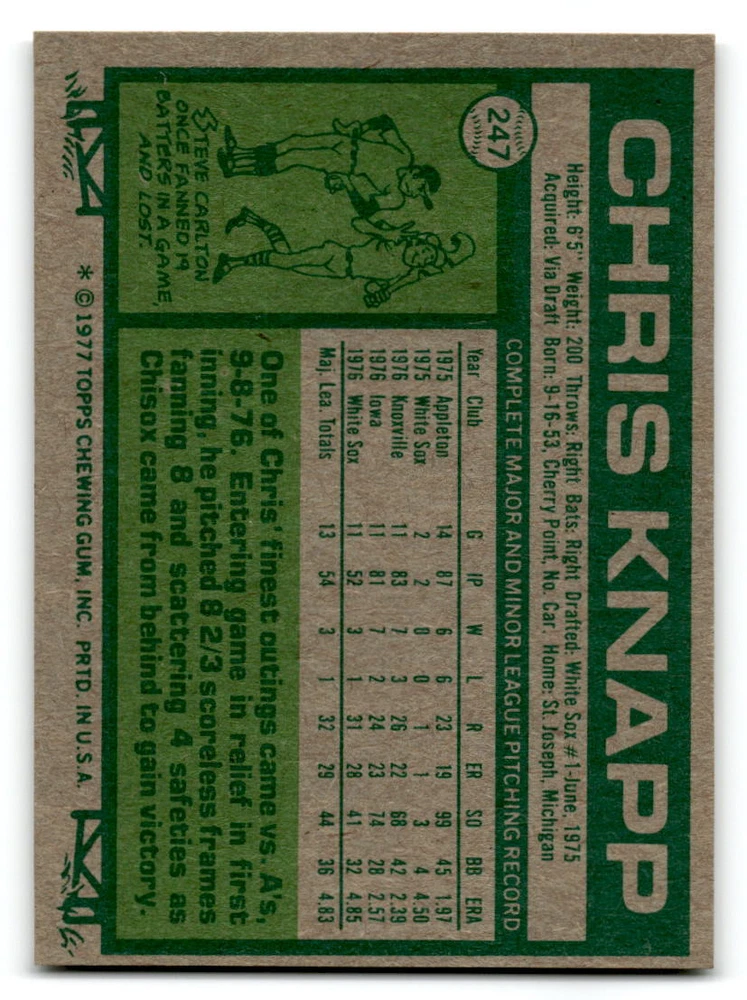 247
CHRIS KNAPP
Height: 6'5" Weight: 200 Throws: Right Bats: Right Drafted: White Sox #1-June, 1975
Acquired: Via Draft Born: 9-16-53, Cherry Point, No. Car. Home: St. Joseph, Michigan
COMPLETE MAJOR AND MINOR LEAGUE PITCHING RECORD
Year Club G IP W L R ER SO BB ERA
1975 Appleton 14 87 6 6 23 19 99 45 1.97
1975 White Sox 2 2 0 0 1 1 3 4 4.50
1976 Knoxville 11 83 7 3 26 22 68 42 2.39
1976 Iowa 11 81 7 2 24 23 74 28 2.57
1976 White Sox 11 52 3 1 31 28 41 32 4.85
Maj. Lea. Totals 13 54 3 1 32 29 44 36 4.83
STEVE CARLTON
ONCE FANNED 19
BATTERS IN A GAME,
AND LOST.
One of Chris' finest outings came vs. A's,
9-8-76. Entering game in relief in first
inning, he pitched 8 2/3 scoreless frames
fanning 8 and scattering 4 safeties as
Chisox came from behind to gain victory.
* © 1977 TOPPS CHEWING GUM, INC. PRTD. IN U.S.A.